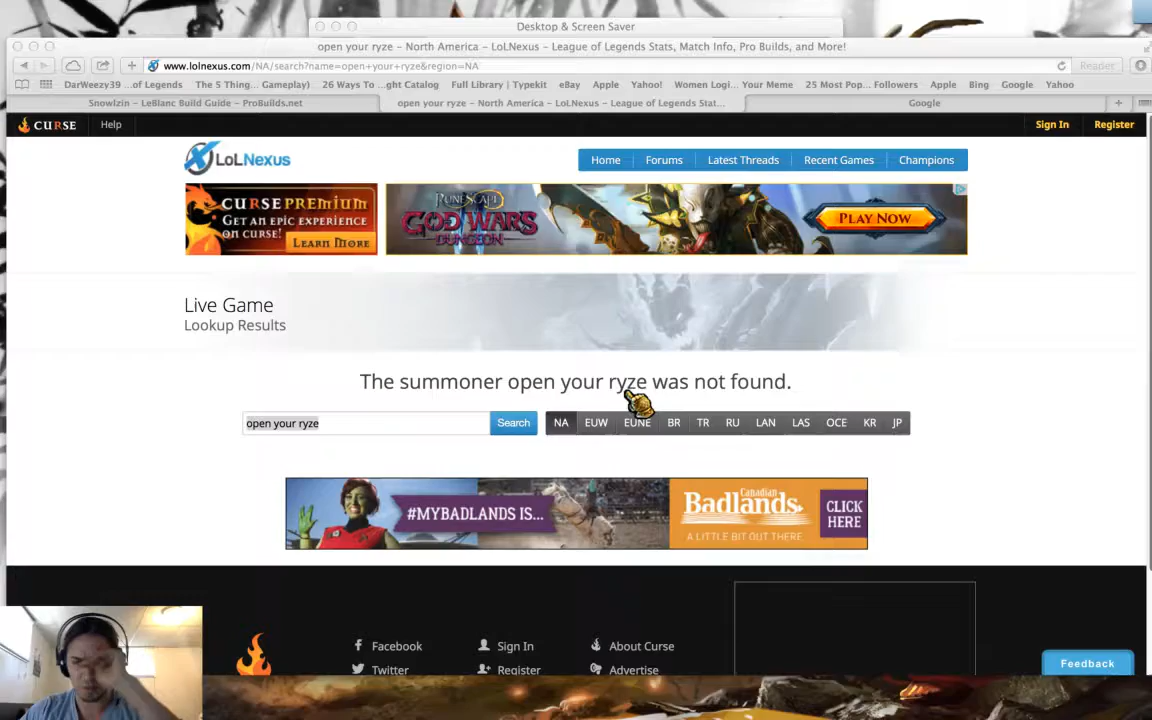 Desktop & Screen Saver
open your ryze – North America – LoLNexus – League of Legends Stats, Match Info, Pro Builds, and More!
www.lolnexus.com/NA/search?name=open+your+ryze&region=NA
Reader
DarWeezy39 ...of Legends The 5 Thing... Gameplay) 26 Ways To ...ght Catalog Full Library | Typekit eBay Apple Yahoo! Women Logi... Your Meme 25 Most Pop... Followers Apple Bing Google Yahoo
Snowlzin – LeBlanc Build Guide – ProBuilds.net
open your ryze – North America – LoLNexus – League of Legends Stat...
Google
CURSE Help Sign In Register
LoLNexus
Home Forums Latest Threads Recent Games Champions
CURSE PREMIUM
GET AN EPIC EXPERIENCE
ON CURSE!
LEARN MORE
RUNESCAPE
GOD WARS
DUNGEON
PLAY NOW
Live Game
Lookup Results
The summoner open your ryze was not found.
open your ryze Search NA EUW EUNE BR TR RU LAN LAS OCE KR JP
#MYBADLANDS IS...
Canadian
Badlands
A LITTLE BIT OUT THERE
CLICK
HERE
Facebook Sign In About Curse
Twitter Register Advertise
Feedback